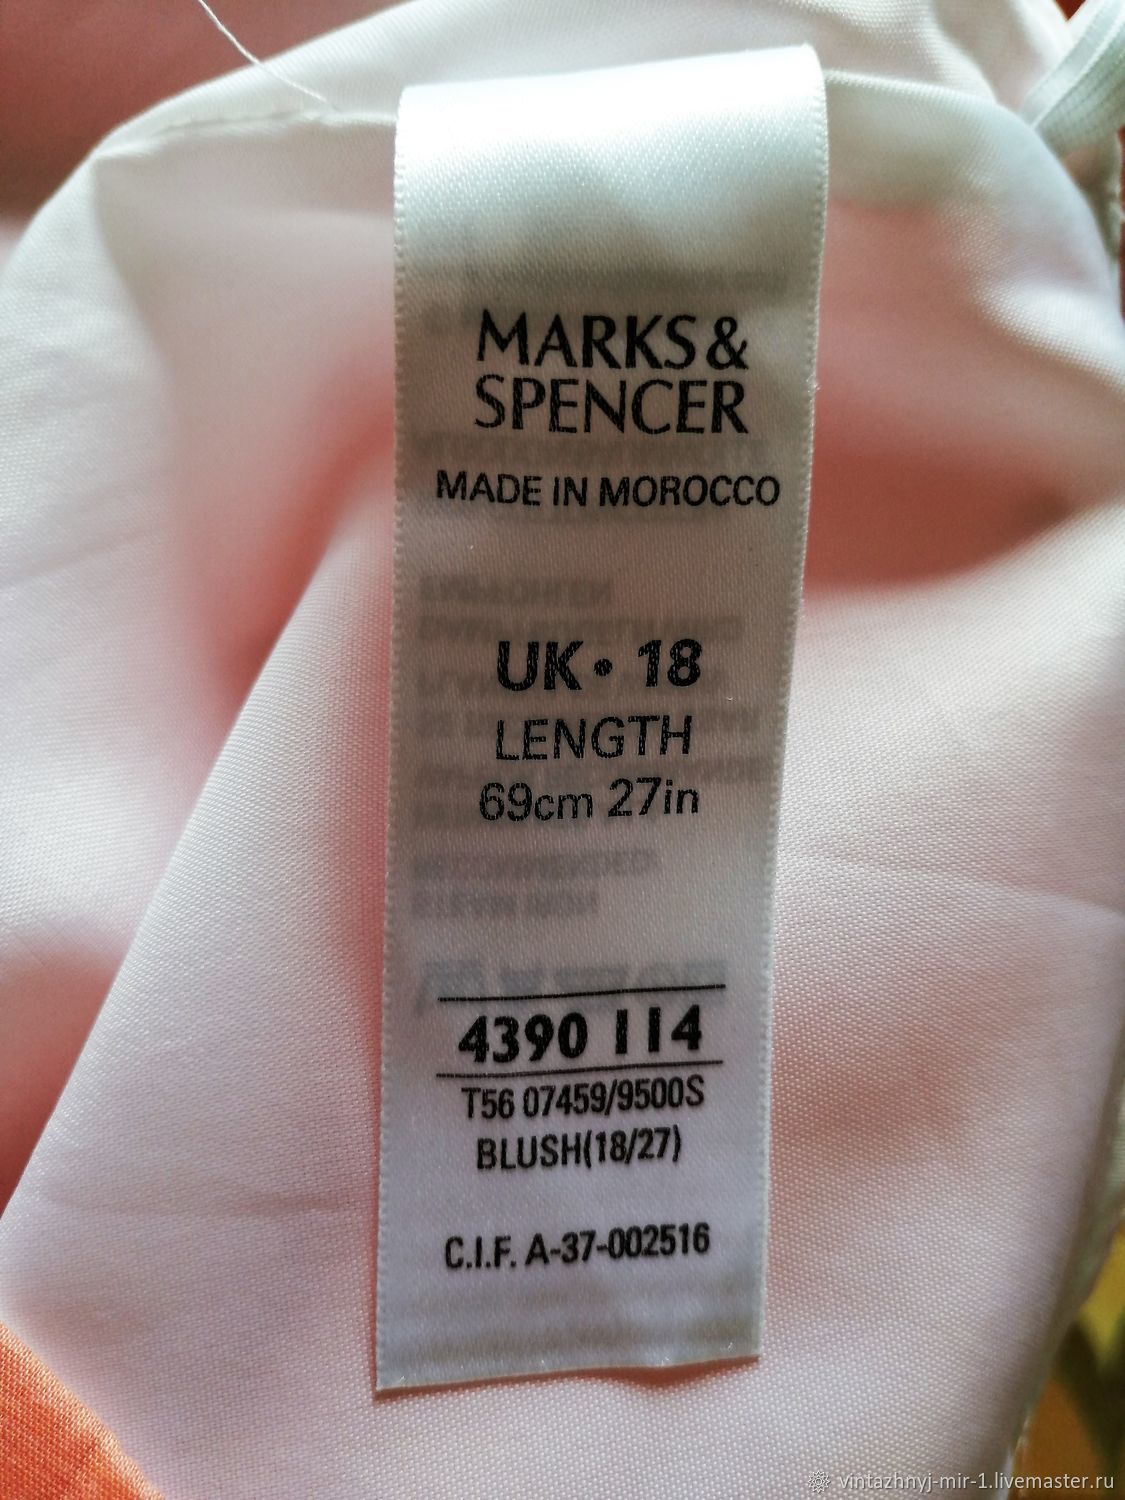 MARKS &
SPENCER
MADE IN MOROCCO
UK • 18
LENGTH
69cm 27in
4390 114
T56 07459/9500S
BLUSH(18/27)
C.I.F. A-37-002516
vintazhnyj-mir-1.livemaster.ru